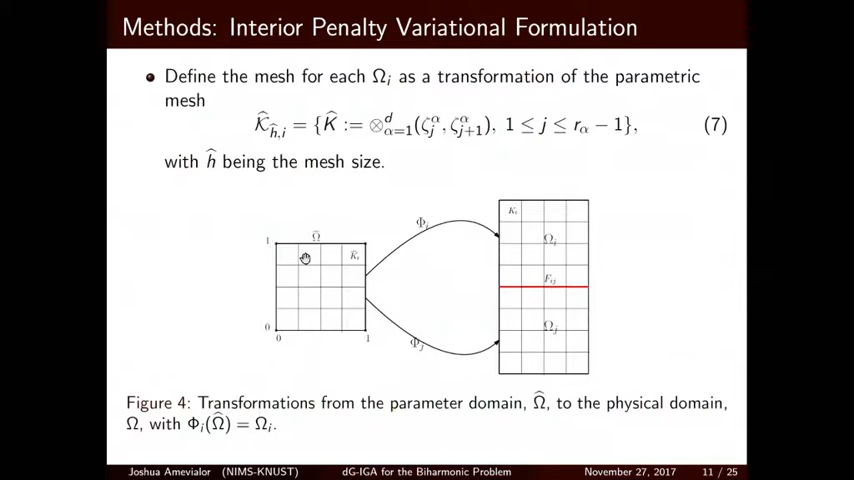 Methods: Interior Penalty Variational Formulation
Define the mesh for each Ω_i as a transformation of the parametric
mesh
K̂_{ĥ,i} = {K̂ := ⊗^d_{α=1}(ζ^α_j, ζ^α_{j+1}), 1 ≤ j ≤ r_α − 1}, (7)
with ĥ being the mesh size.
K_i
Φ_i
Ω̂
Ω_i
1
K̂_i
F_{ij}
Ω_j
0
0 1
Φ_j
Figure 4: Transformations from the parameter domain, Ω̂, to the physical domain,
Ω, with Φ_i(Ω̂) = Ω_i.
Joshua Amevialor (NIMS-KNUST) dG-IGA for the Biharmonic Problem November 27, 2017 11 / 25